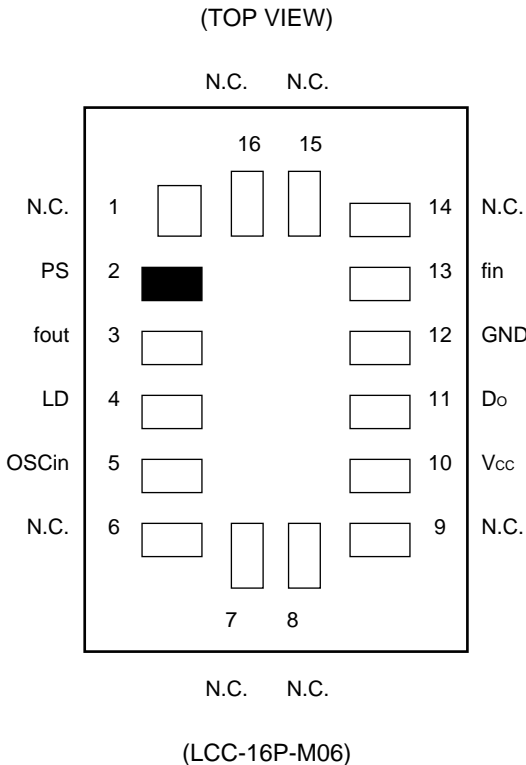 (TOP VIEW)
N.C. N.C.
16 15
N.C. 1 14 N.C.
PS 2 13 fin
fout 3 12 GND
LD 4 11 Do
OSCin 5 10 Vcc
N.C. 6 9 N.C.
7 8
N.C. N.C.
(LCC-16P-M06)